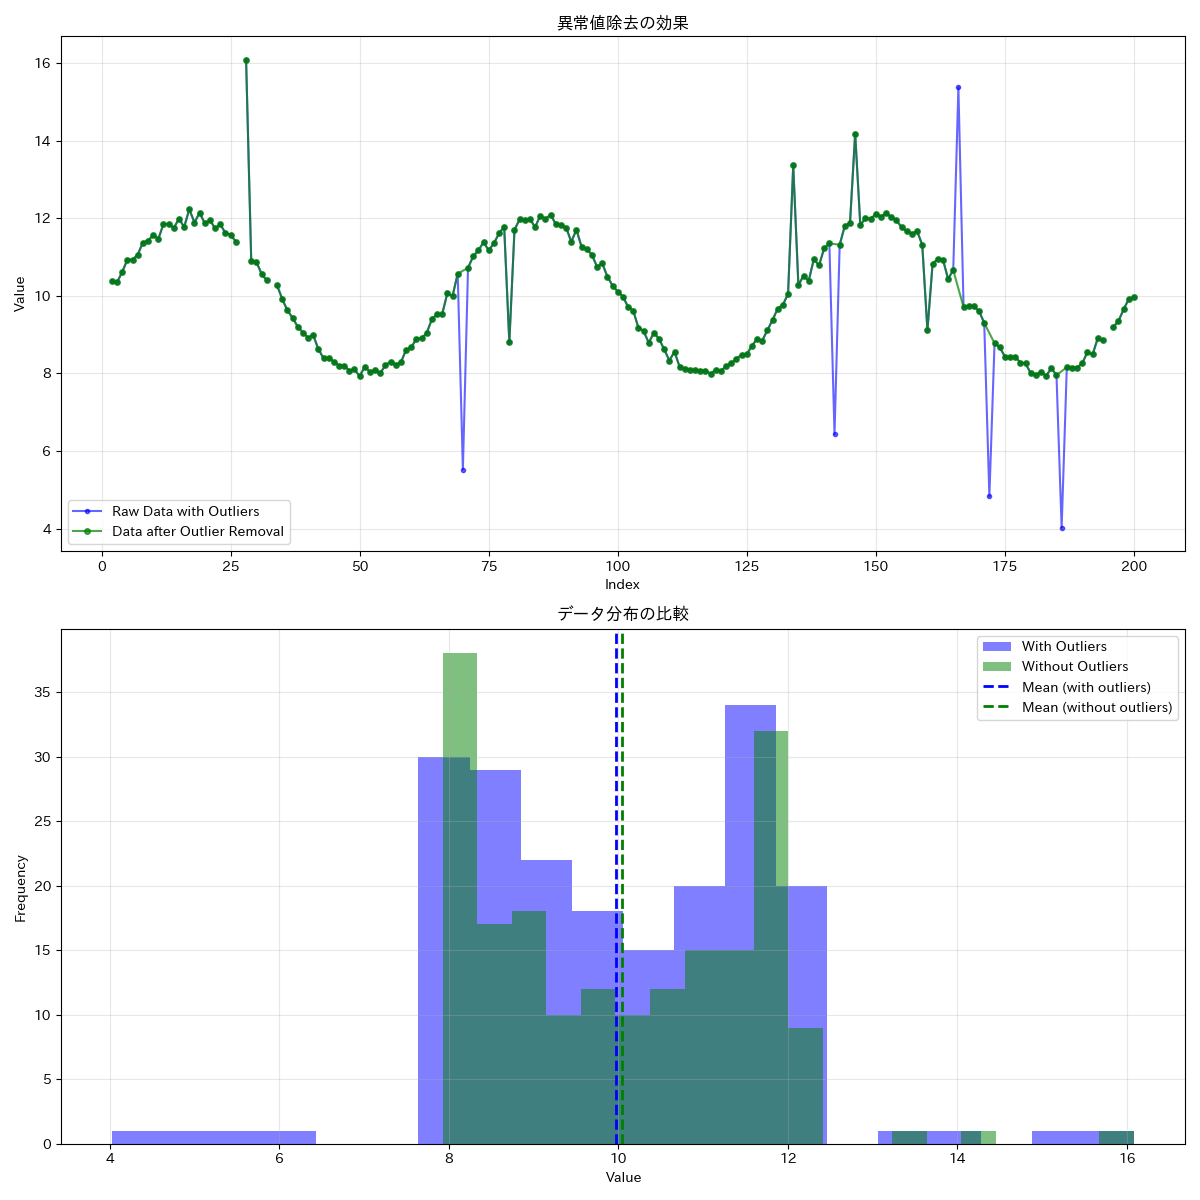 異常値除去の効果
16
14
12
10
8
6
4
Value
Raw Data with Outliers
Data after Outlier Removal
0 25 50 75 100 125 150 175 200
Index
データ分布の比較
35
30
25
20
15
10
5
0
Frequency
With Outliers
Without Outliers
Mean (with outliers)
Mean (without outliers)
4 6 8 10 12 14 16
Value